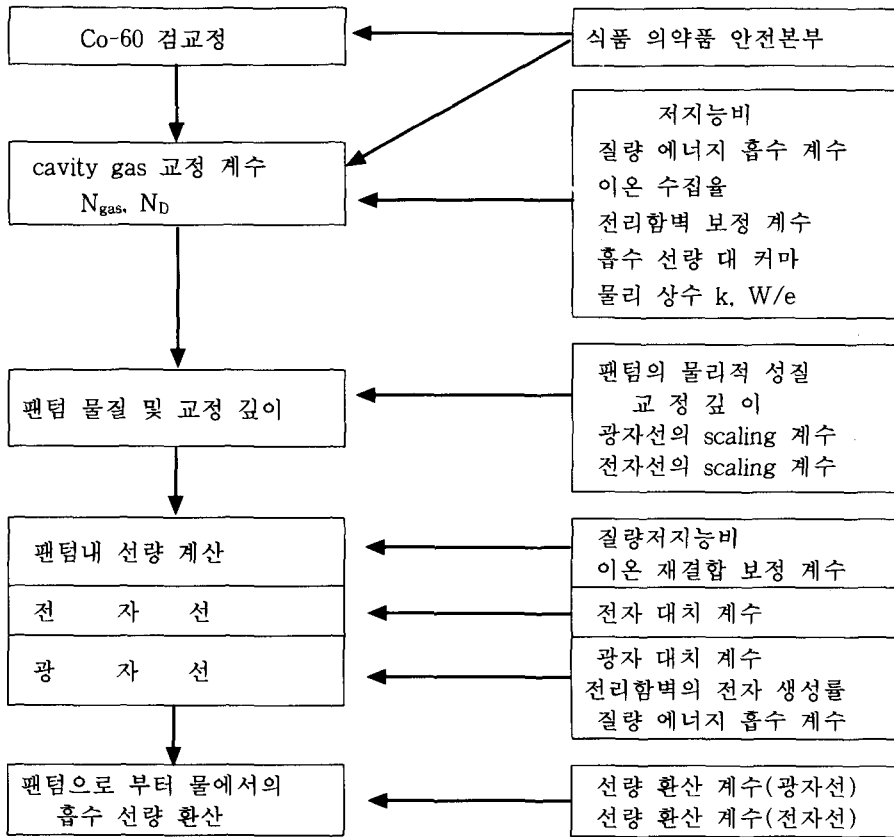 Co-60 검교정
식품 의약품 안전본부
cavity gas 교정 계수
Ngas, ND
저지능비
질량 에너지 흡수 계수
이온 수집율
전리함벽 보정 계수
흡수 선량 대 커마
물리 상수 k, W/e
팬텀 물질 및 교정 깊이
팬텀의 물리적 성질
교 정 깊 이
광자선의 scaling 계수
전자선의 scaling 계수
팬텀내 선량 계산
질량저지능비
이온 재결합 보정 계수
전 자 선
전자 대치 계수
광 자 선
광자 대치 계수
전리함벽의 전자 생성률
질량 에너지 흡수 계수
팬텀으로 부터 물에서의
흡수 선량 환산
선량 환산 계수(광자선)
선량 환산 계수(전자선)